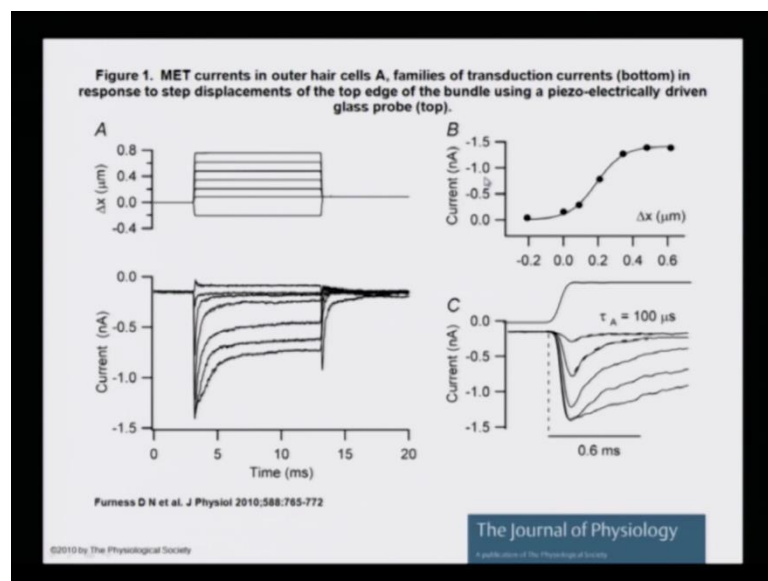 Figure 1. MET currents in outer hair cells A, families of transduction currents (bottom) in
response to step displacements of the top edge of the bundle using a piezo-electrically driven
glass probe (top).
A
0.8
0.4
0.0
-0.4
Δx (μm)
0.0
-0.5
-1.0
-1.5
Current (nA)
0
5
10
15
20
Time (ms)
B
-1.5
-1.0
-0.5
0.0
Current (nA)
Δx (μm)
-0.2 0.0 0.2 0.4 0.6
C
τ A = 100 μs
0.0
-0.5
-1.0
-1.5
Current (nA)
0.6 ms
Furness D N et al. J Physiol 2010;588:765-772
The Journal of Physiology
A publication of The Physiological Society
©2010 by The Physiological Society